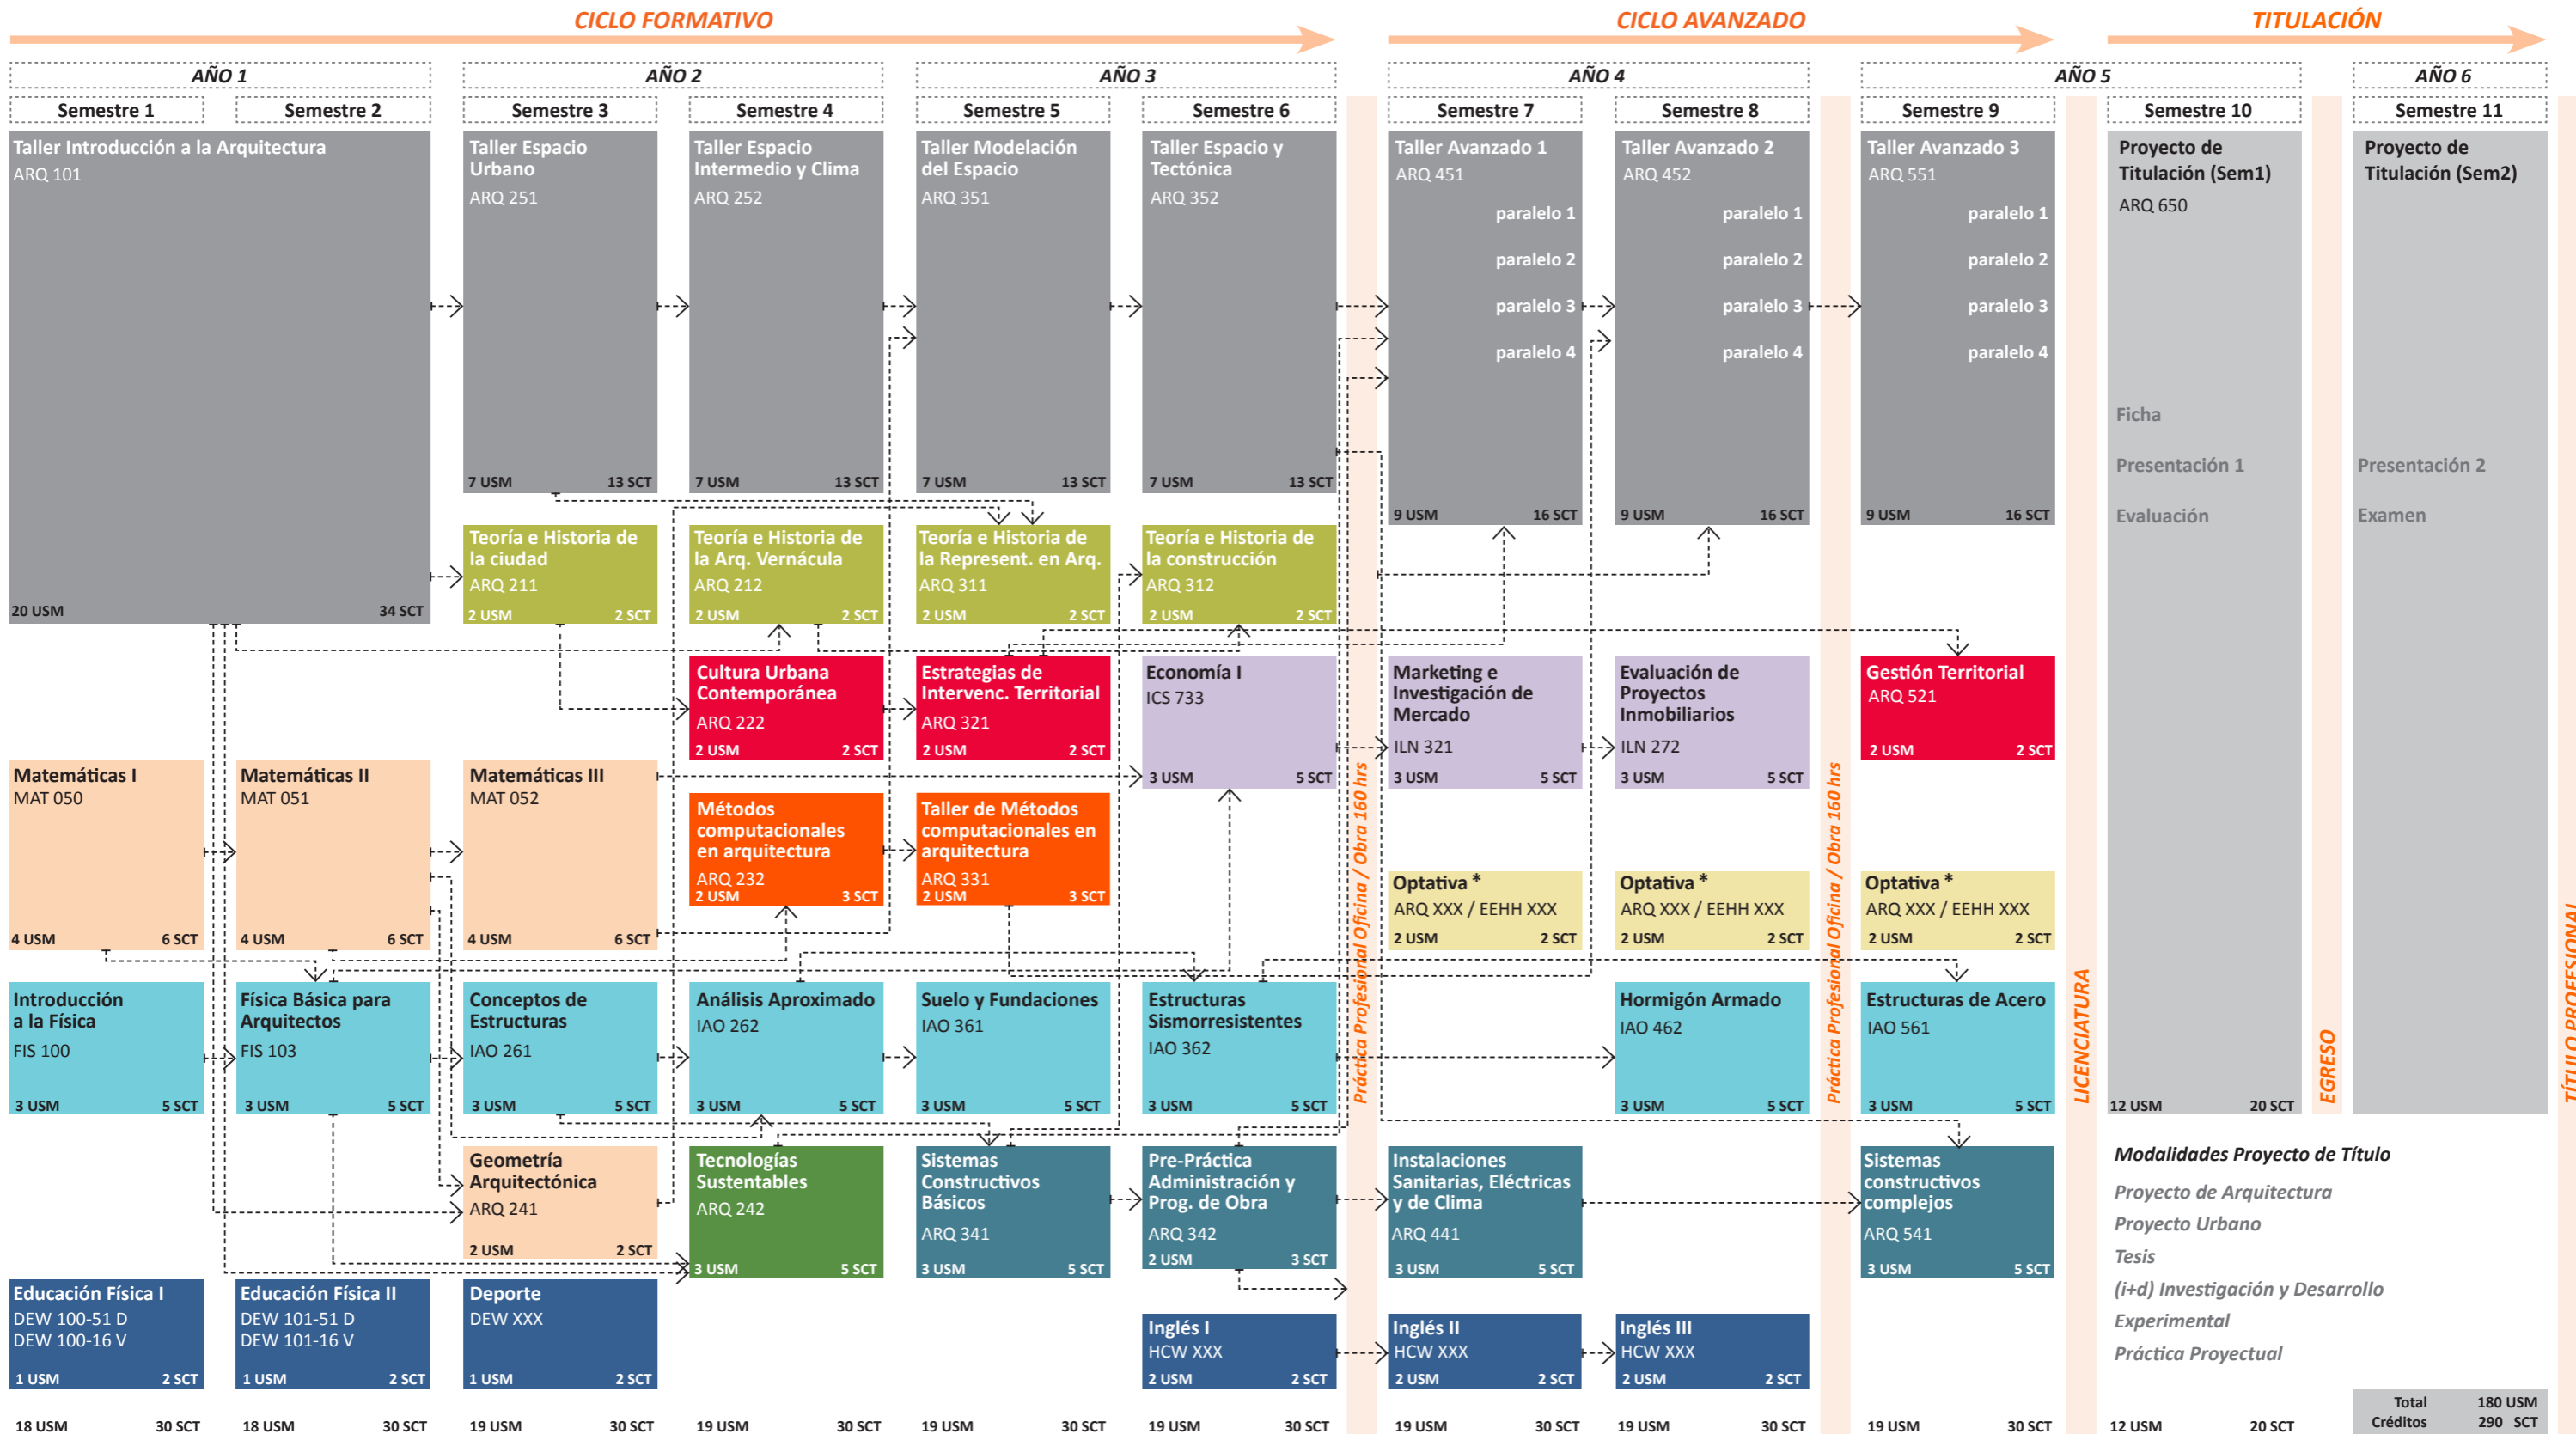 CICLO FORMATIVO
CICLO AVANZADO
TITULACIÓN
AÑO 1
AÑO 2
AÑO 3
AÑO 4
AÑO 5
AÑO 6
Semestre 1
Semestre 2
Semestre 3
Semestre 4
Semestre 5
Semestre 6
Semestre 7
Semestre 8
Semestre 9
Semestre 10
Semestre 11
Taller Introducción a la Arquitectura
ARQ 101
20 USM 34 SCT
Taller Espacio
Urbano
ARQ 251
7 USM 13 SCT
Taller Espacio
Intermedio y Clima
ARQ 252
7 USM 13 SCT
Taller Modelación
del Espacio
ARQ 351
7 USM 13 SCT
Taller Espacio y
Tectónica
ARQ 352
7 USM 13 SCT
Taller Avanzado 1
ARQ 451
paralelo 1
paralelo 2
paralelo 3
paralelo 4
9 USM 16 SCT
Taller Avanzado 2
ARQ 452
paralelo 1
paralelo 2
paralelo 3
paralelo 4
9 USM 16 SCT
Taller Avanzado 3
ARQ 551
paralelo 1
paralelo 2
paralelo 3
paralelo 4
9 USM 16 SCT
Proyecto de
Titulación (Sem1)
ARQ 650
Ficha
Presentación 1
Evaluación
12 USM 20 SCT
Proyecto de
Titulación (Sem2)
Presentación 2
Examen
Teoría e Historia de
la ciudad
ARQ 211
2 USM 2 SCT
Teoría e Historia de
la Arq. Vernácula
ARQ 212
2 USM 2 SCT
Teoría e Historia de
la Represent. en Arq.
ARQ 311
2 USM 2 SCT
Teoría e Historia de
la construcción
ARQ 312
2 USM 2 SCT
Cultura Urbana
Contemporánea
ARQ 222
2 USM 2 SCT
Estrategias de
Intervenc. Territorial
ARQ 321
2 USM 2 SCT
Economía I
ICS 733
3 USM 5 SCT
Marketing e
Investigación de
Mercado
ILN 321
3 USM 5 SCT
Evaluación de
Proyectos
Inmobiliarios
ILN 272
3 USM 5 SCT
Gestión Territorial
ARQ 521
2 USM 2 SCT
Matemáticas I
MAT 050
4 USM 6 SCT
Matemáticas II
MAT 051
4 USM 6 SCT
Matemáticas III
MAT 052
4 USM 6 SCT
Métodos
computacionales
en arquitectura
ARQ 232
2 USM 3 SCT
Taller de Métodos
computacionales en
arquitectura
ARQ 331
2 USM 3 SCT
Optativa *
ARQ XXX / EEHH XXX
2 USM 2 SCT
Optativa *
ARQ XXX / EEHH XXX
2 USM 2 SCT
Optativa *
ARQ XXX / EEHH XXX
2 USM 2 SCT
Introducción
a la Física
FIS 100
3 USM 5 SCT
Física Básica para
Arquitectos
FIS 103
3 USM 5 SCT
Conceptos de
Estructuras
IAO 261
3 USM 5 SCT
Análisis Aproximado
IAO 262
3 USM 5 SCT
Suelo y Fundaciones
IAO 361
3 USM 5 SCT
Estructuras
Sismorresistentes
IAO 362
3 USM 5 SCT
Hormigón Armado
IAO 462
3 USM 5 SCT
Estructuras de Acero
IAO 561
3 USM 5 SCT
Geometría
Arquitectónica
ARQ 241
2 USM 2 SCT
Tecnologías
Sustentables
ARQ 242
3 USM 5 SCT
Sistemas
Constructivos
Básicos
ARQ 341
3 USM 5 SCT
Pre-Práctica
Administración y
Prog. de Obra
ARQ 342
2 USM 3 SCT
Instalaciones
Sanitarias, Eléctricas
y de Clima
ARQ 441
3 USM 5 SCT
Sistemas
constructivos
complejos
ARQ 541
3 USM 5 SCT
Educación Física I
DEW 100-51 D
DEW 100-16 V
1 USM 2 SCT
Educación Física II
DEW 101-51 D
DEW 101-16 V
1 USM 2 SCT
Deporte
DEW XXX
1 USM 2 SCT
Inglés I
HCW XXX
2 USM 2 SCT
Inglés II
HCW XXX
2 USM 2 SCT
Inglés III
HCW XXX
2 USM 2 SCT
Práctica Profesional Oficina / Obra 160 hrs
Práctica Profesional Oficina / Obra 160 hrs
LICENCIATURA
EGRESO
TÍTULO PROFESIONAL
Modalidades Proyecto de Título
Proyecto de Arquitectura
Proyecto Urbano
Tesis
(i+d) Investigación y Desarrollo
Experimental
Práctica Proyectual
18 USM 30 SCT
18 USM 30 SCT
19 USM 30 SCT
19 USM 30 SCT
19 USM 30 SCT
19 USM 30 SCT
19 USM 30 SCT
19 USM 30 SCT
19 USM 30 SCT
12 USM 20 SCT
Total 180 USM
Créditos 290 SCT